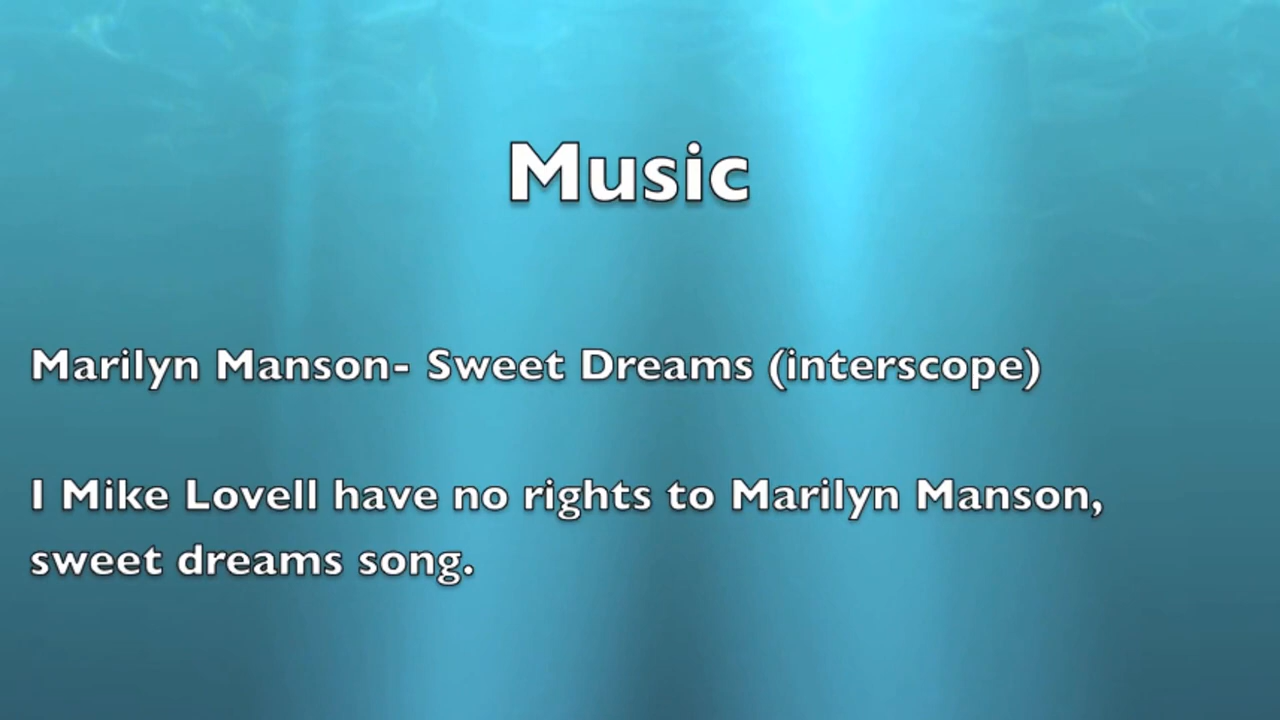 Music
Marilyn Manson- Sweet Dreams (interscope)
I Mike Lovell have no rights to Marilyn Manson,
sweet dreams song.